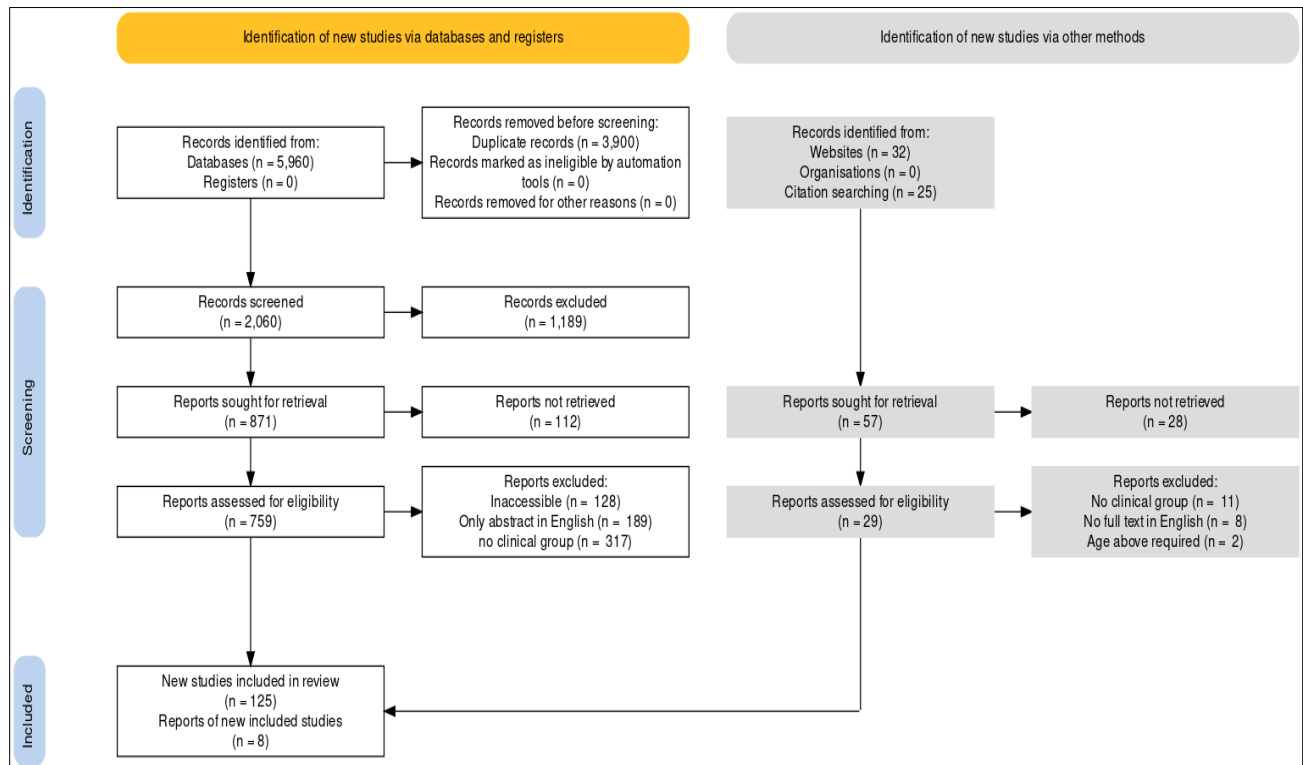 Identification of new studies via databases and registers
Identification of new studies via other methods
Identification
Records identified from:
Databases (n = 5,960)
Registers (n = 0)
Records removed before screening:
Duplicate records (n = 3,900)
Records marked as ineligible by automation
tools (n = 0)
Records removed for other reasons (n = 0)
Records identified from:
Websites (n = 32)
Organisations (n = 0)
Citation searching (n = 25)
Screening
Records screened
(n = 2,060)
Records excluded
(n = 1,189)
Reports sought for retrieval
(n = 871)
Reports not retrieved
(n = 112)
Reports sought for retrieval
(n = 57)
Reports not retrieved
(n = 28)
Reports assessed for eligibility
(n = 759)
Reports excluded:
Inaccessible (n = 128)
Only abstract in English (n = 189)
no clinical group (n = 317)
Reports assessed for eligibility
(n = 29)
Reports excluded:
No clinical group (n = 11)
No full text in English (n = 8)
Age above required (n = 2)
Included
New studies included in review
(n = 125)
Reports of new included studies
(n = 8)